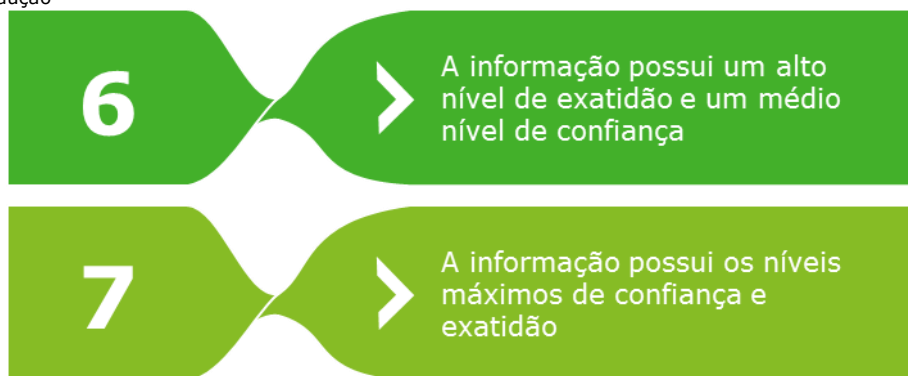 6
A informação possui um alto
nível de exatidão e um médio
nível de confiança
7
A informação possui os níveis
máximos de confiança e
exatidão